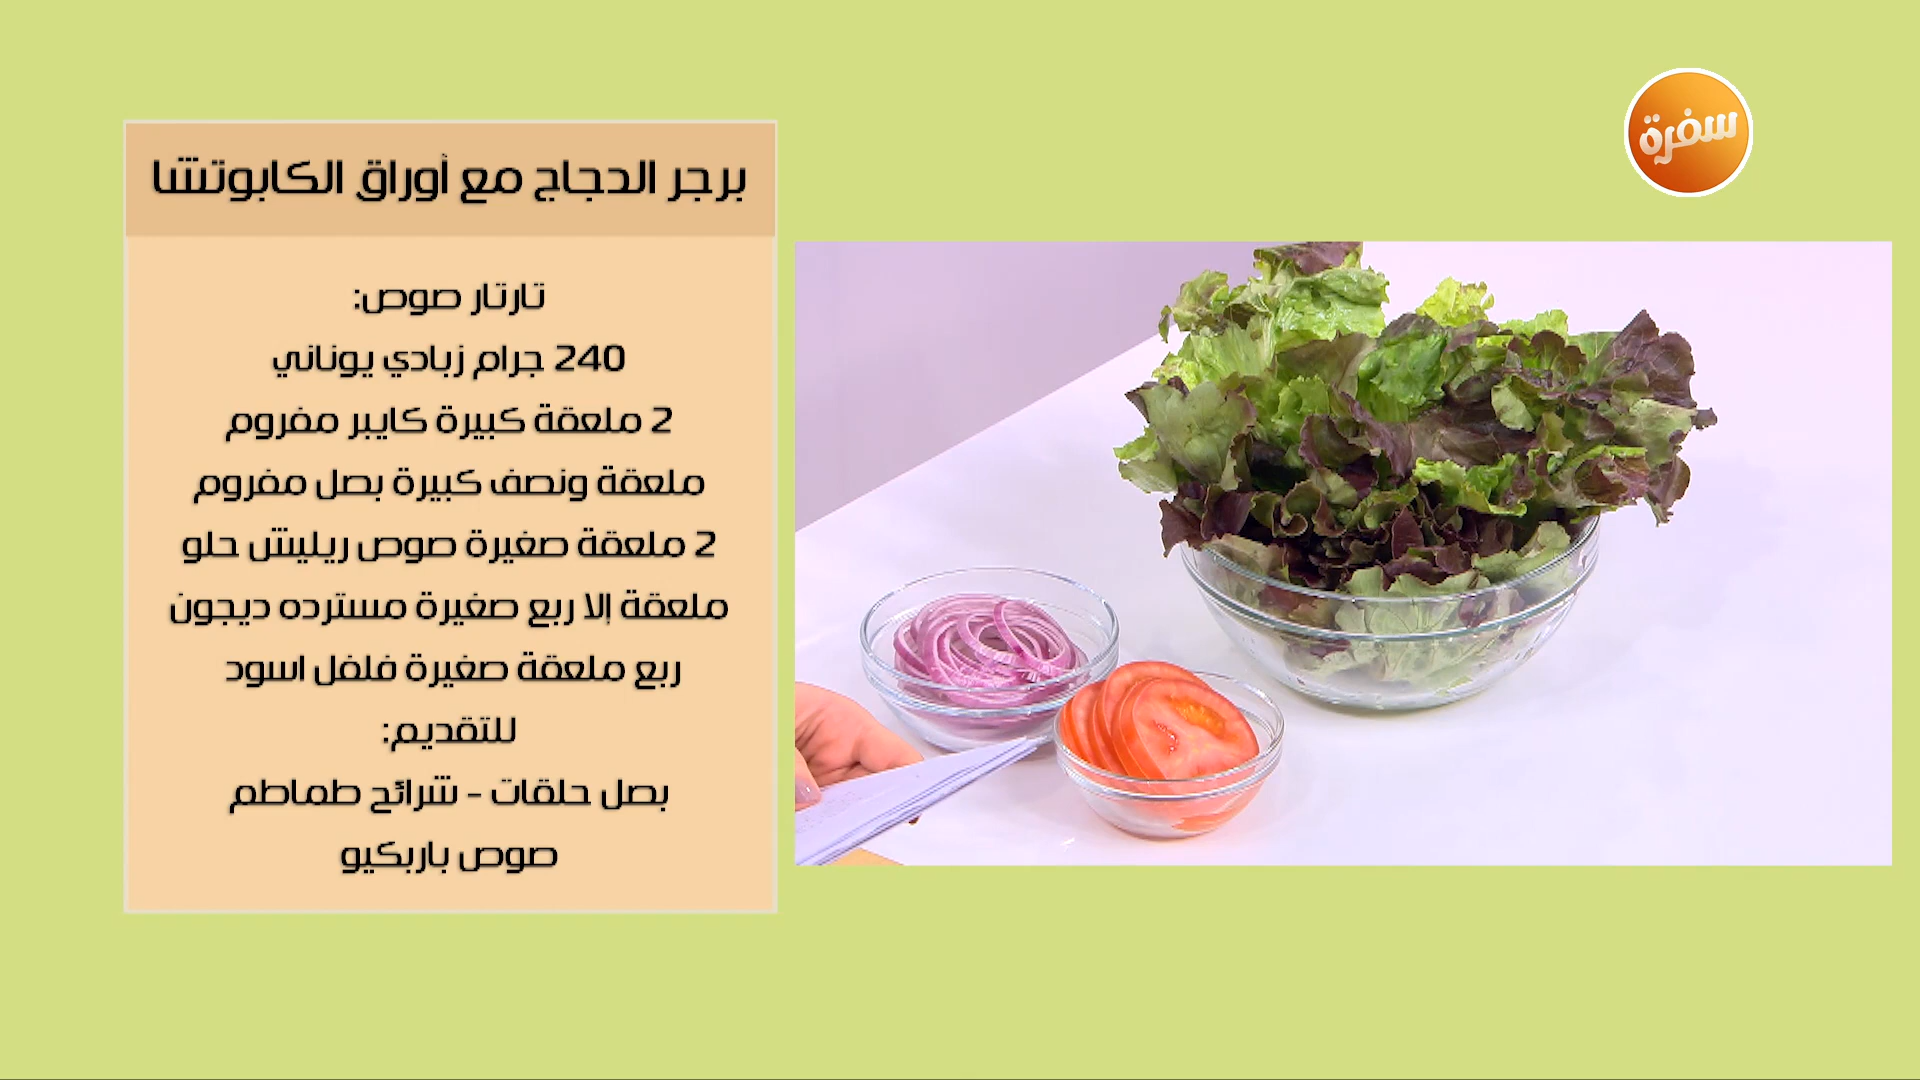 سفرة
برجر الدجاج مع أوراق الكابوتشا
تارتار صوص:
240 جرام زبادي يوناني
2 ملعقة كبيرة كايبر مفروم
ملعقة ونصف كبيرة بصل مفروم
2 ملعقة صغيرة صوص ريليش حلو
ملعقة إلا ربع صغيرة مسترده ديجون
ربع ملعقة صغيرة فلفل اسود
للتقديم:
بصل حلقات - شرائح طماطم
صوص باربكيو